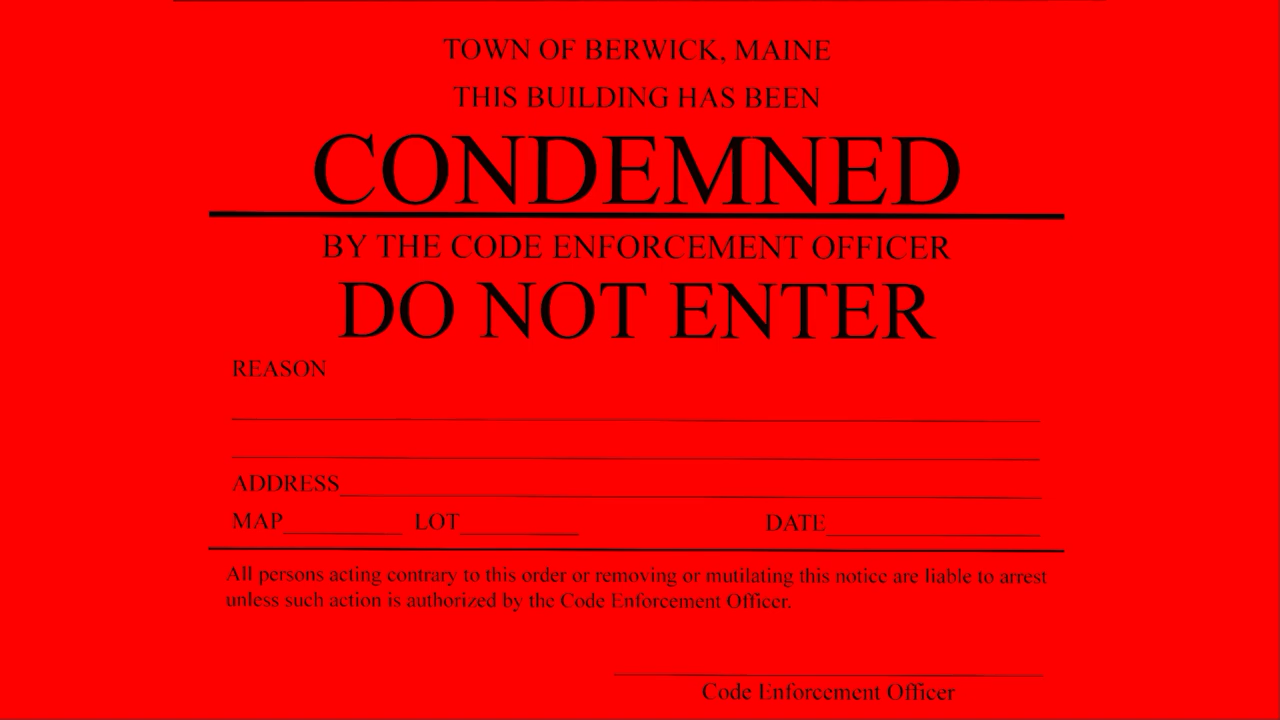 TOWN OF BERWICK, MAINE
THIS BUILDING HAS BEEN
CONDEMNED
BY THE CODE ENFORCEMENT OFFICER
DO NOT ENTER
REASON
ADDRESS
MAP LOT DATE
All persons acting contrary to this order or removing or mutilating this notice are liable to arrest
unless such action is authorized by the Code Enforcement Officer.
Code Enforcement Officer